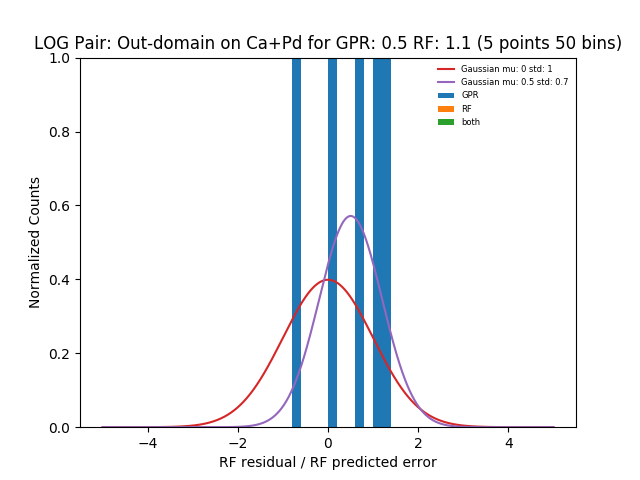 LOG Pair: Out-domain on Ca+Pd for GPR: 0.5 RF: 1.1 (5 points 50 bins)
Gaussian mu: 0 std: 1
Gaussian mu: 0.5 std: 0.7
GPR
RF
both
Normalized Counts
1.0
0.8
0.6
0.4
0.2
0.0
−4
−2
0
2
4
RF residual / RF predicted error